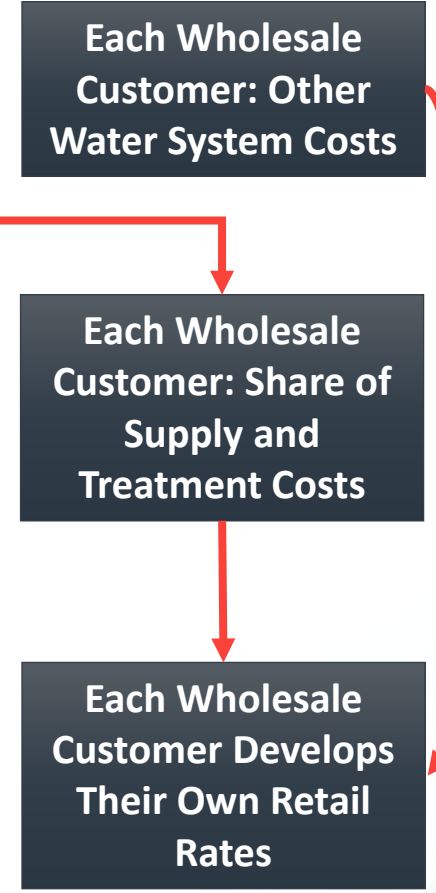 Each Wholesale
Customer: Other
Water System Costs
Each Wholesale
Customer: Share of
Supply and
Treatment Costs
Each Wholesale
Customer Develops
Their Own Retail
Rates